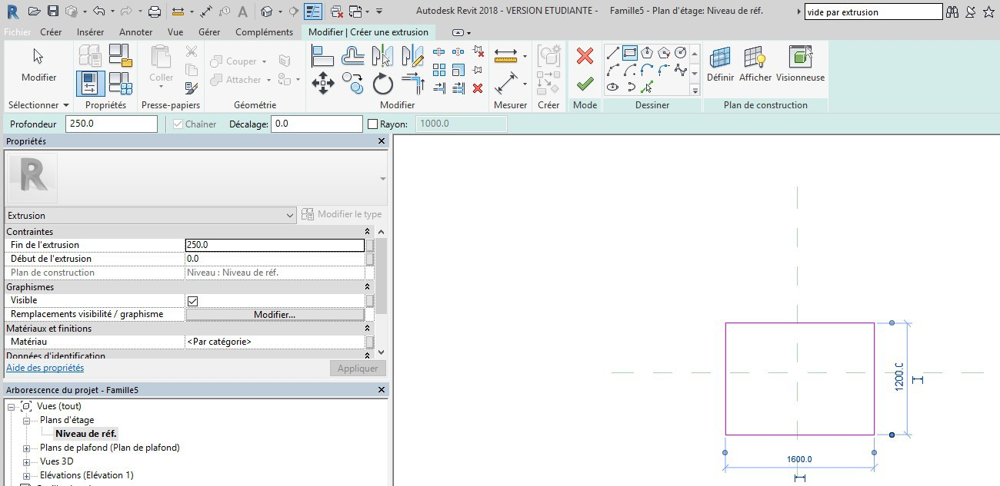 Autodesk Revit 2018 - VERSION ETUDIANTE - Famille5 - Plan d'étage: Niveau de réf.
vide par extrusion
Fichier Créer Insérer Annoter Vue Gérer Compléments Modifier | Créer une extrusion
Modifier
Coller
Couper
Attacher
Définir Afficher Visionneuse
Sélectionner Propriétés Presse-papiers Géométrie Modifier Mesurer Créer Mode Dessiner Plan de construction
Profondeur 250.0 Chaîner Décalage: 0.0 Rayon: 1000.0
Propriétés
R
Extrusion Modifier le type
Contraintes
Fin de l'extrusion 250.0
Début de l'extrusion 0.0
Plan de construction Niveau : Niveau de réf.
Graphismes
Visible
Remplacements visibilité / graphisme Modifier...
Matériaux et finitions
Matériau <Par catégorie>
Données d'identification
Aide des propriétés Appliquer
Arborescence du projet - Famille5
Vues (tout)
Plans d'étage
Niveau de réf.
Plans de plafond (Plan de plafond)
Vues 3D
Elévations (Elévation 1)
1200.0
1600.0